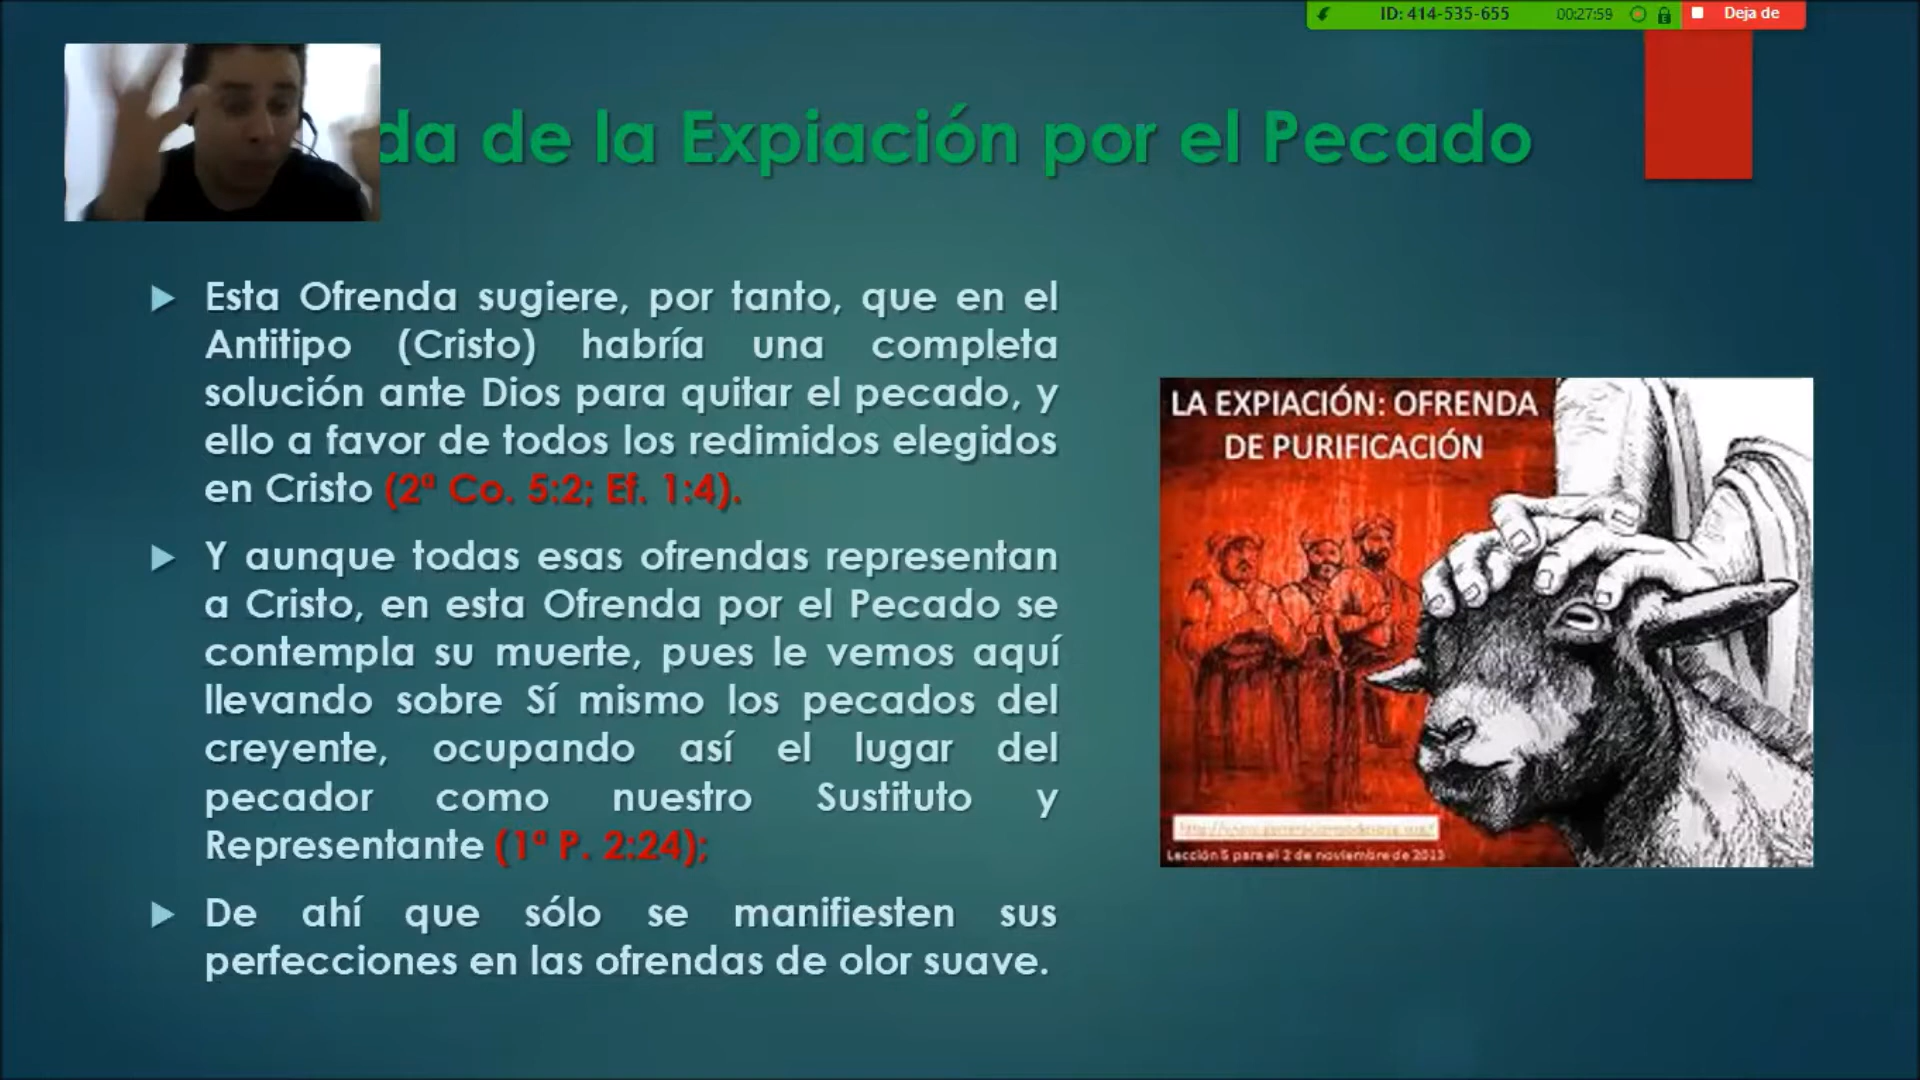 ID: 414-535-655 00:27:59 Deja de
da de la Expiación por el Pecado
Esta Ofrenda sugiere, por tanto, que en el
Antitipo (Cristo) habría una completa
solución ante Dios para quitar el pecado, y
ello a favor de todos los redimidos elegidos
en Cristo (2ª Co. 5:2; Ef. 1:4).
Y aunque todas esas ofrendas representan
a Cristo, en esta Ofrenda por el Pecado se
contempla su muerte, pues le vemos aquí
llevando sobre Sí mismo los pecados del
creyente, ocupando así el lugar del
pecador como nuestro Sustituto y
Representante (1ª P. 2:24);
De ahí que sólo se manifiesten sus
perfecciones en las ofrendas de olor suave.
LA EXPIACIÓN: OFRENDA
DE PURIFICACIÓN
Lección 5 para el 2 de noviembre de 2013